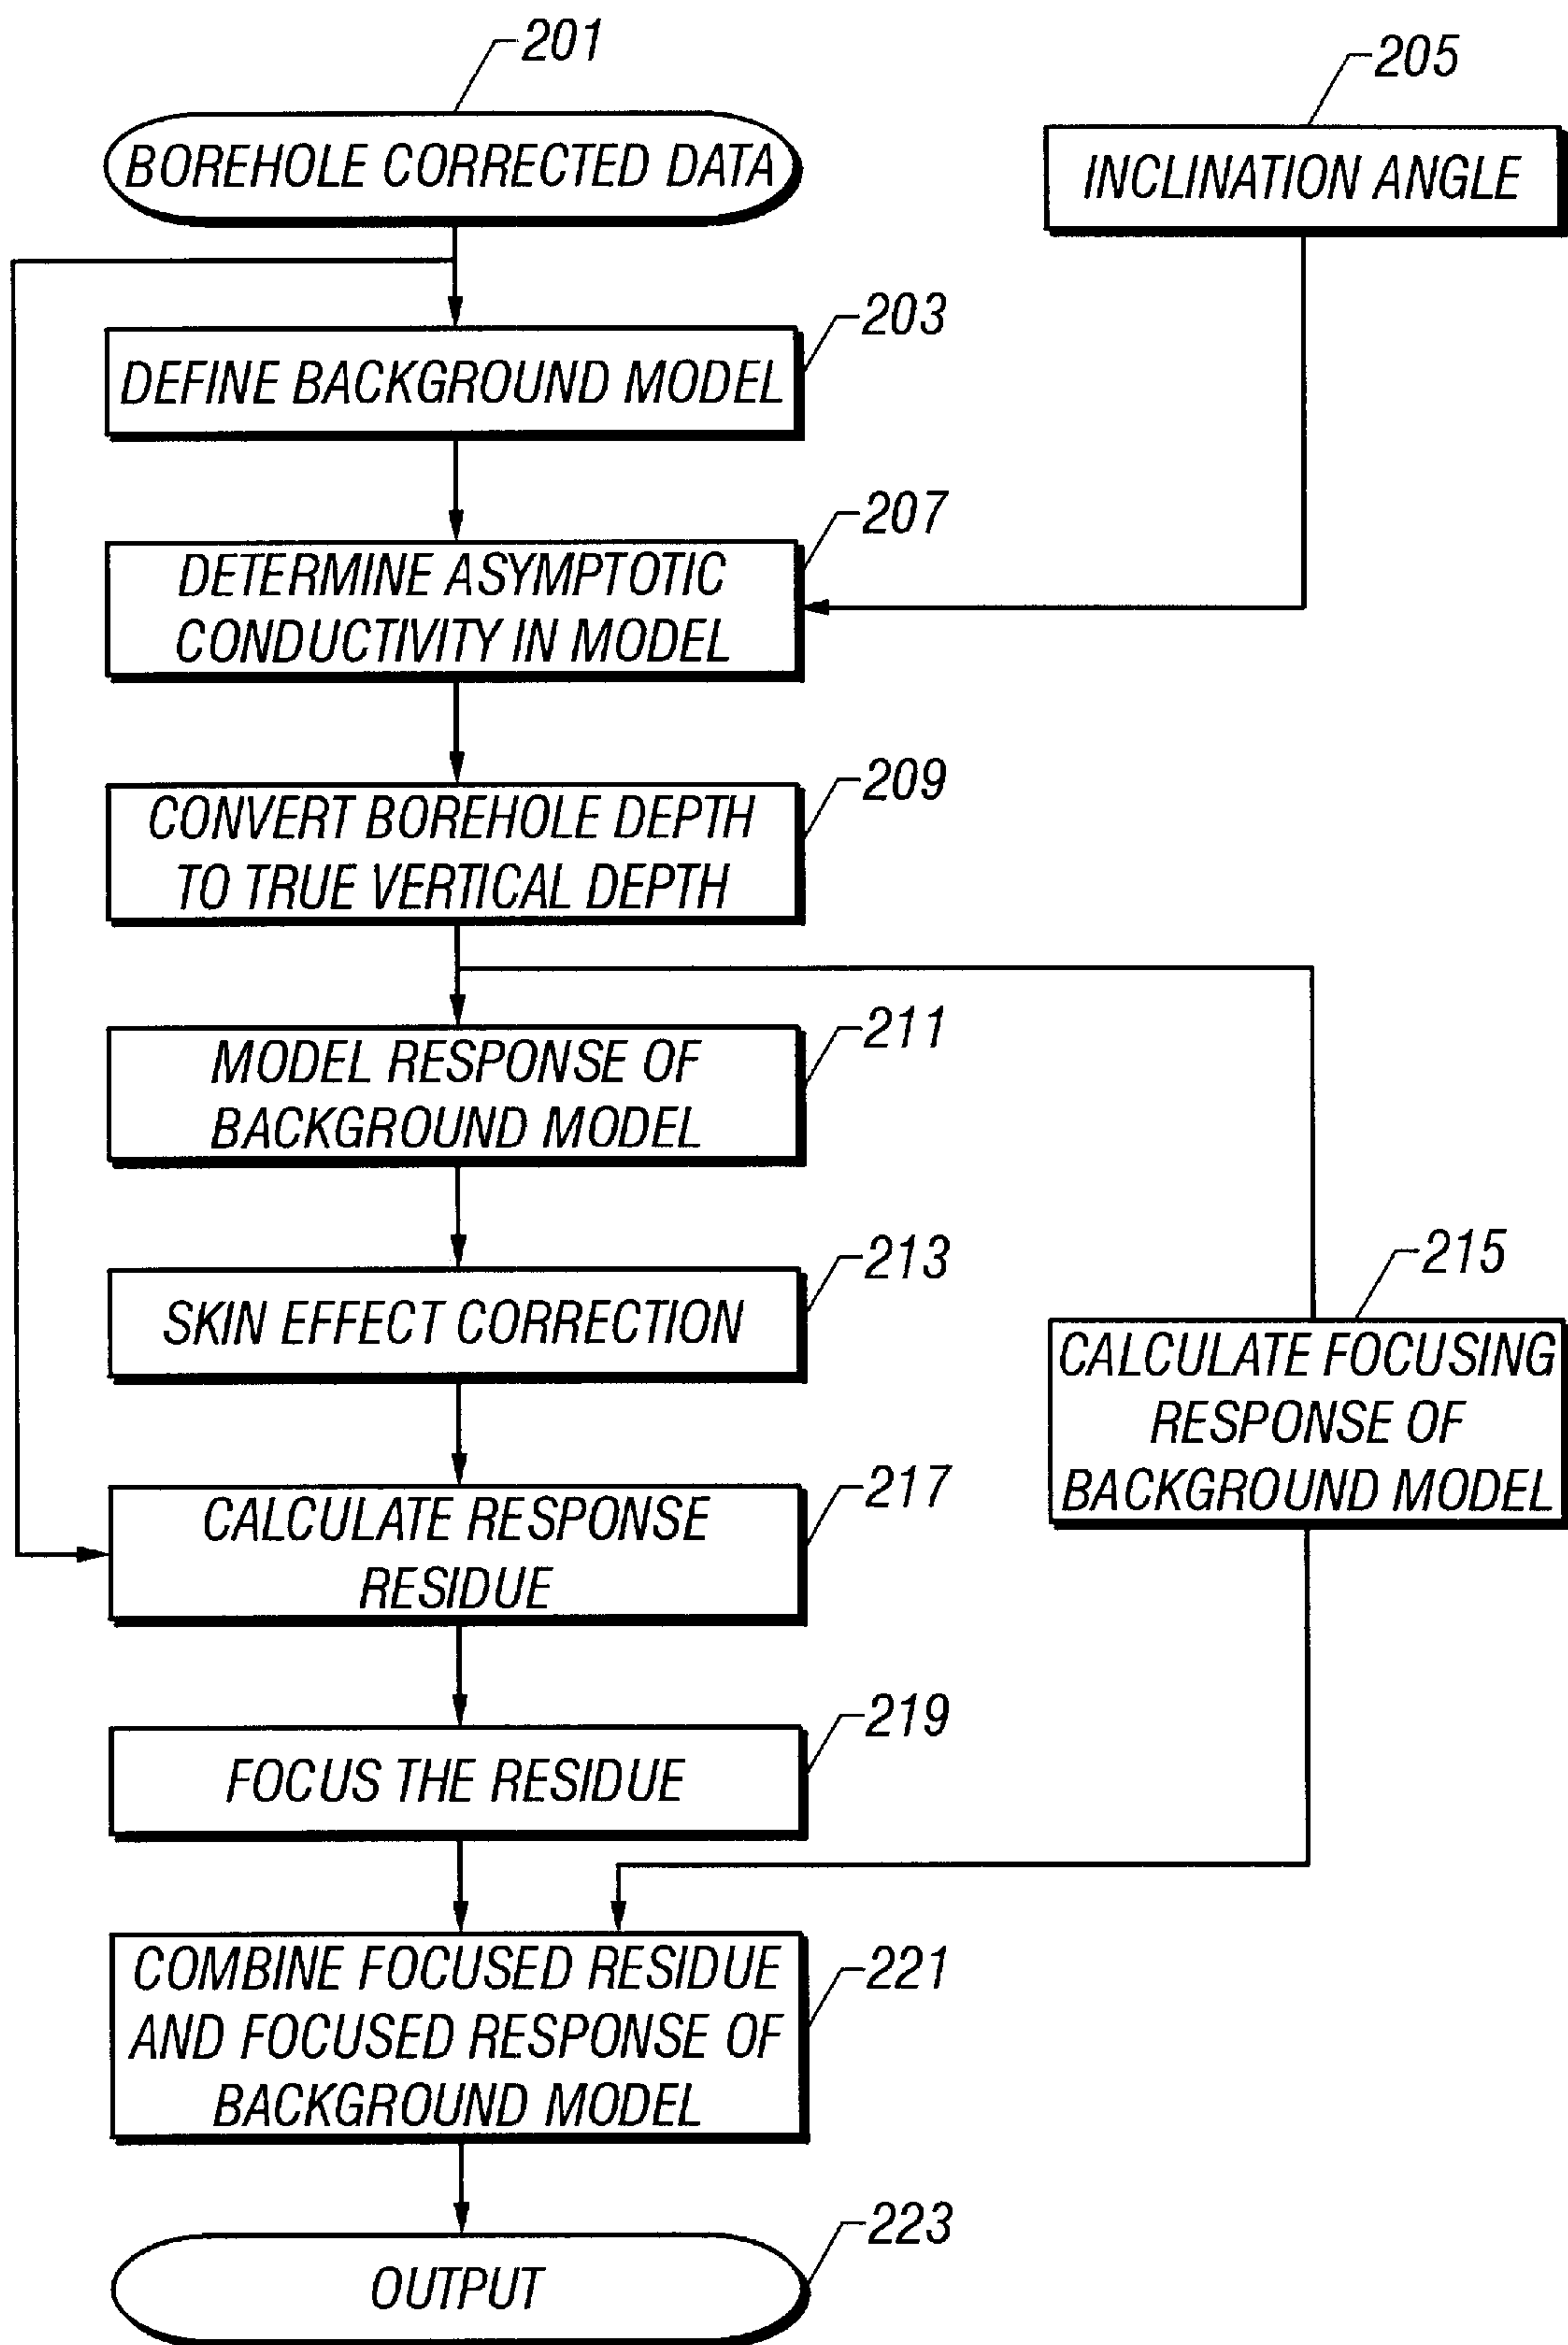 201
BOREHOLE CORRECTED DATA
205
INCLINATION ANGLE
203
DEFINE BACKGROUND MODEL
207
DETERMINE ASYMPTOTIC
CONDUCTIVITY IN MODEL
209
CONVERT BOREHOLE DEPTH
TO TRUE VERTICAL DEPTH
211
MODEL RESPONSE OF
BACKGROUND MODEL
213
SKIN EFFECT CORRECTION
215
CALCULATE FOCUSING
RESPONSE OF
BACKGROUND MODEL
217
CALCULATE RESPONSE
RESIDUE
219
FOCUS THE RESIDUE
221
COMBINE FOCUSED RESIDUE
AND FOCUSED RESPONSE OF
BACKGROUND MODEL
223
OUTPUT